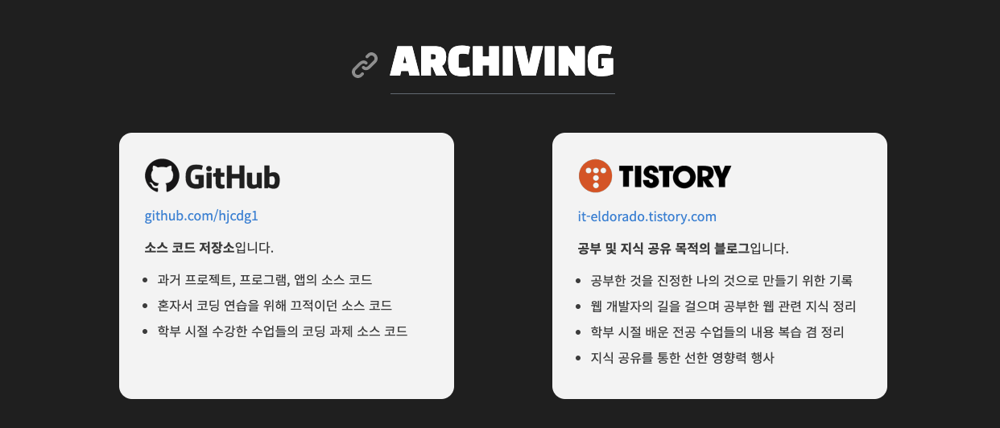 ARCHIVING
GitHub
github.com/hjcdg1
소스 코드 저장소입니다.
과거 프로젝트, 프로그램, 앱의 소스 코드
혼자서 코딩 연습을 위해 끄적이던 소스 코드
학부 시절 수강한 수업들의 코딩 과제 소스 코드
TISTORY
it-eldorado.tistory.com
공부 및 지식 공유 목적의 블로그입니다.
공부한 것을 진정한 나의 것으로 만들기 위한 기록
웹 개발자의 길을 걸으며 공부한 웹 관련 지식 정리
학부 시절 배운 전공 수업들의 내용 복습 겸 정리
지식 공유를 통한 선한 영향력 행사